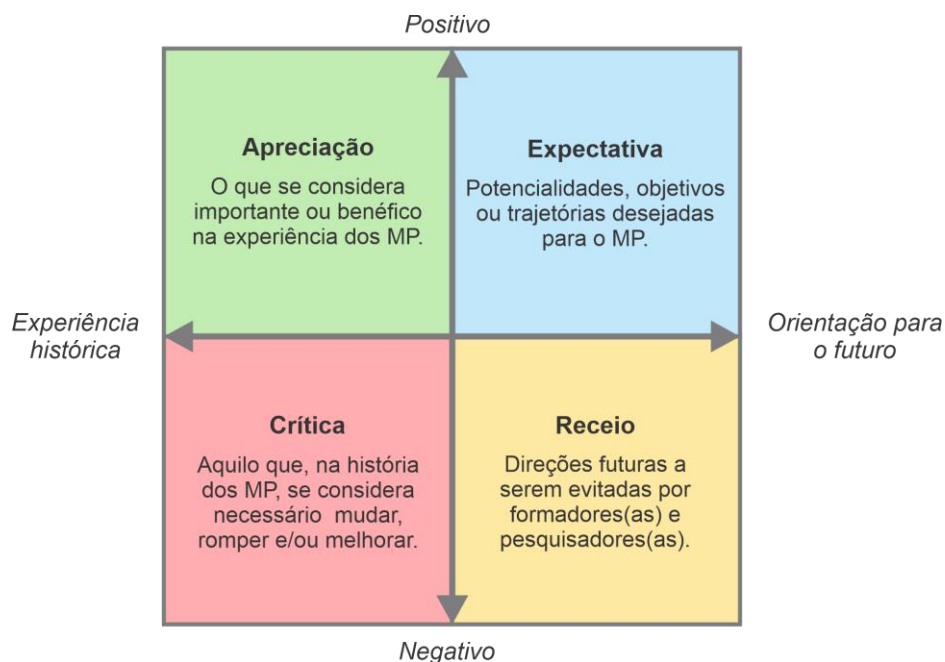 Positivo
Apreciação
O que se considera
importante ou benéfico
na experiência dos MP.
Expectativa
Potencialidades, objetivos
ou trajetórias desejadas
para o MP.
Experiência
histórica
Orientação para
o futuro
Crítica
Aquilo que, na história
dos MP, se considera
necessário mudar,
romper e/ou melhorar.
Receio
Direções futuras a
serem evitadas por
formadores(as) e
pesquisadores(as).
Negativo